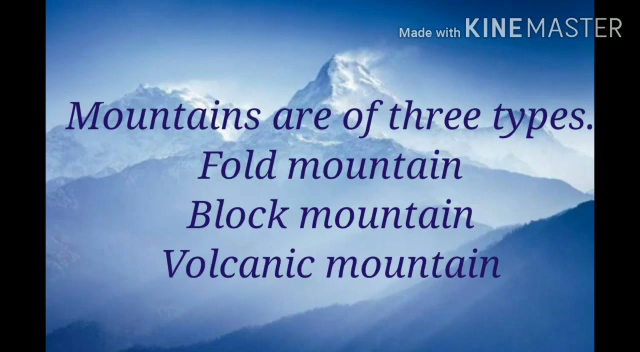 Made with KINEMASTER
Mountains are of three types.
Fold mountain
Block mountain
Volcanic mountain